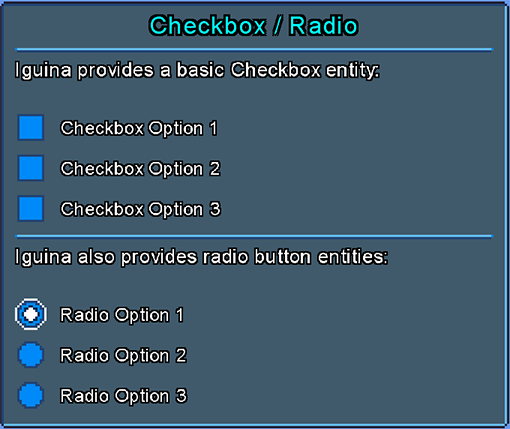 Checkbox / Radio
Iguina provides a basic Checkbox entity:
Checkbox Option 1
Checkbox Option 2
Checkbox Option 3
Iguina also provides radio button entities:
Radio Option 1
Radio Option 2
Radio Option 3